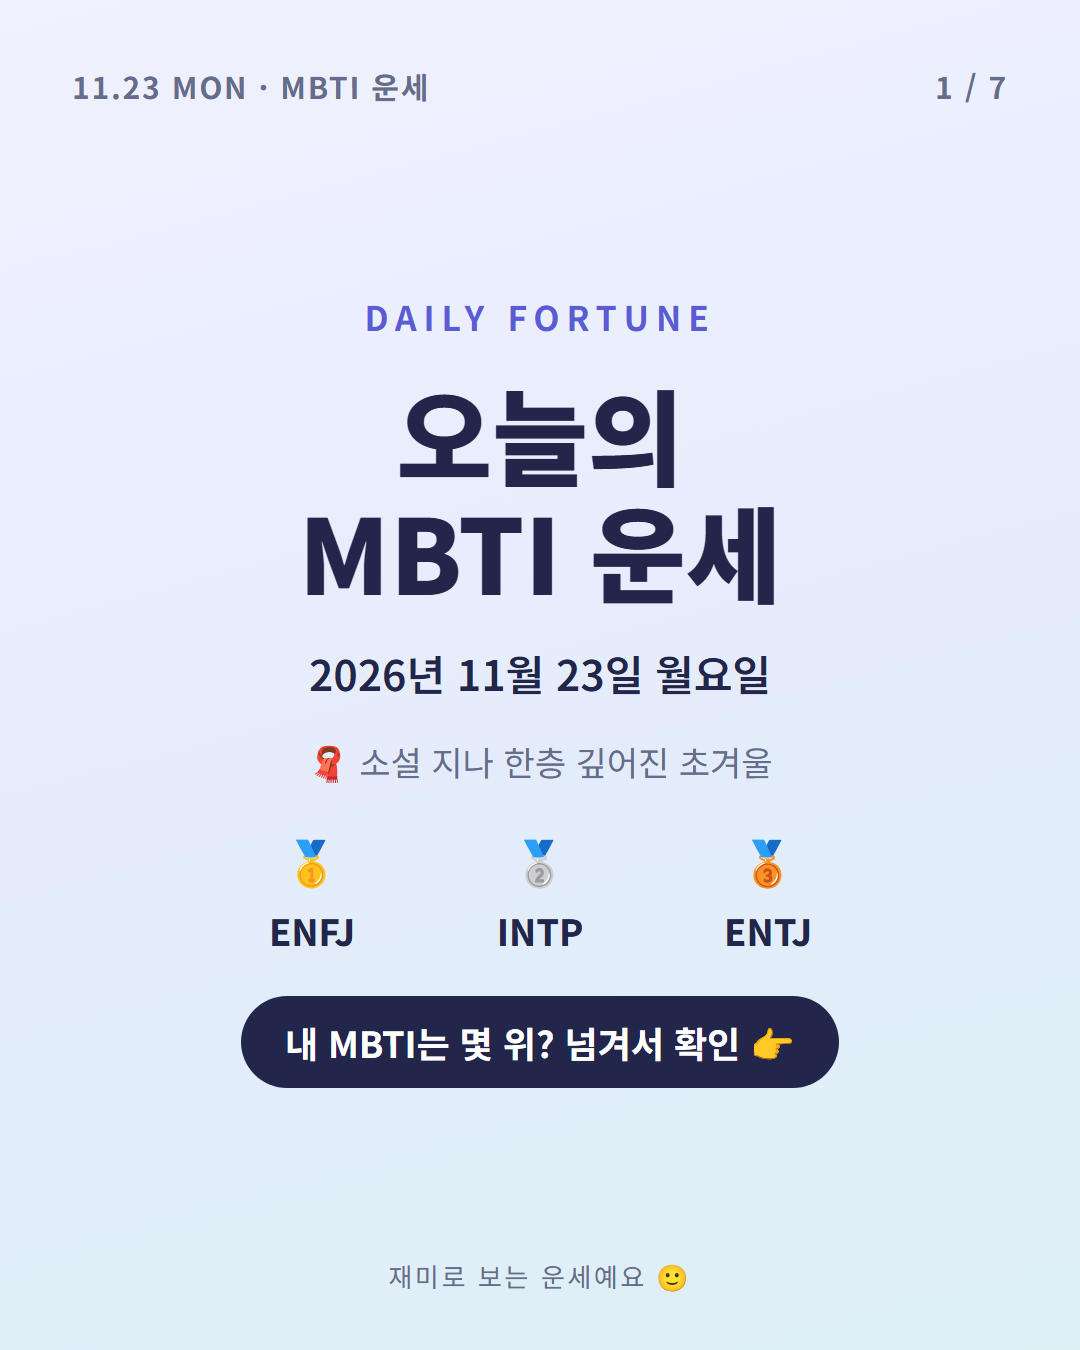 11.23 MON · MBTI 운세
1 / 7
DAILY FORTUNE
오늘의
MBTI 운세
2026년 11월 23일 월요일
🧣 소설 지나 한층 깊어진 초겨울
🥇 🥈 🥉
ENFJ INTP ENTJ
내 MBTI는 몇 위? 넘겨서 확인 👉
재미로 보는 운세예요 🙂